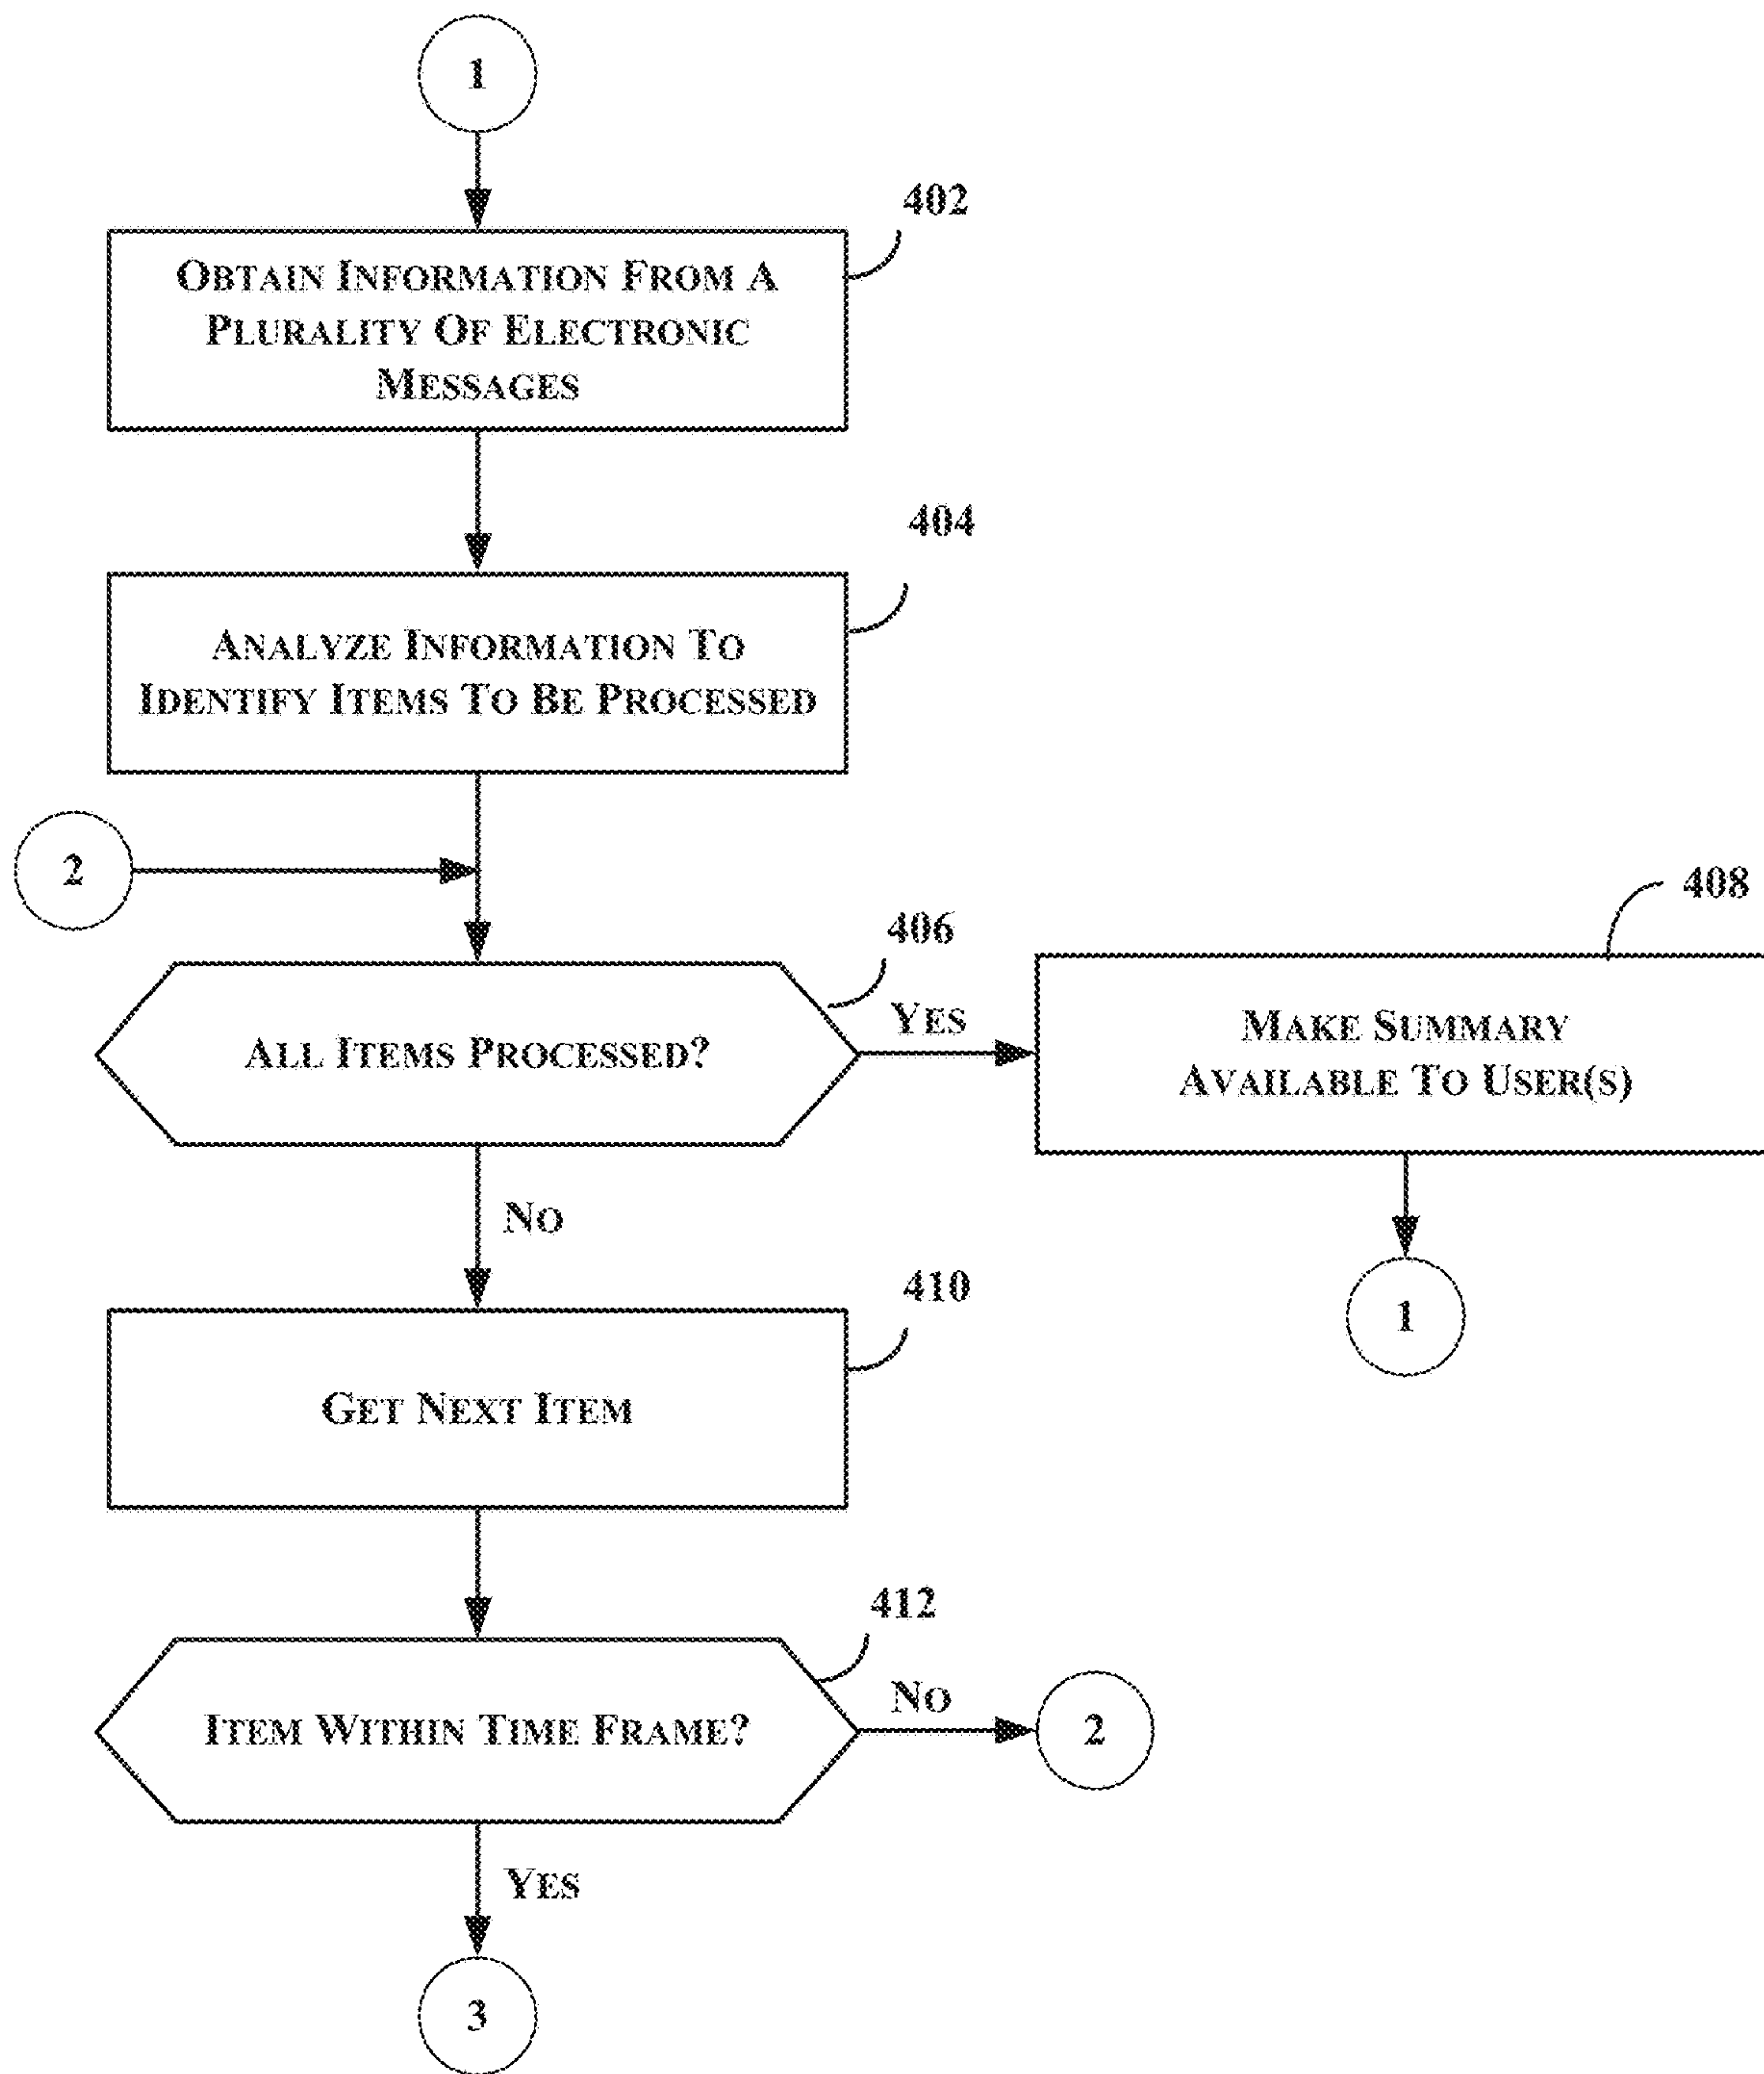 1
402
OBTAIN INFORMATION FROM A
PLURALITY OF ELECTRONIC
MESSAGES
404
ANALYZE INFORMATION TO
IDENTIFY ITEMS TO BE PROCESSED
2
406
408
ALL ITEMS PROCESSED?
YES
MAKE SUMMARY
AVAILABLE TO USER(S)
NO
1
410
GET NEXT ITEM
412
ITEM WITHIN TIME FRAME?
NO
2
YES
3